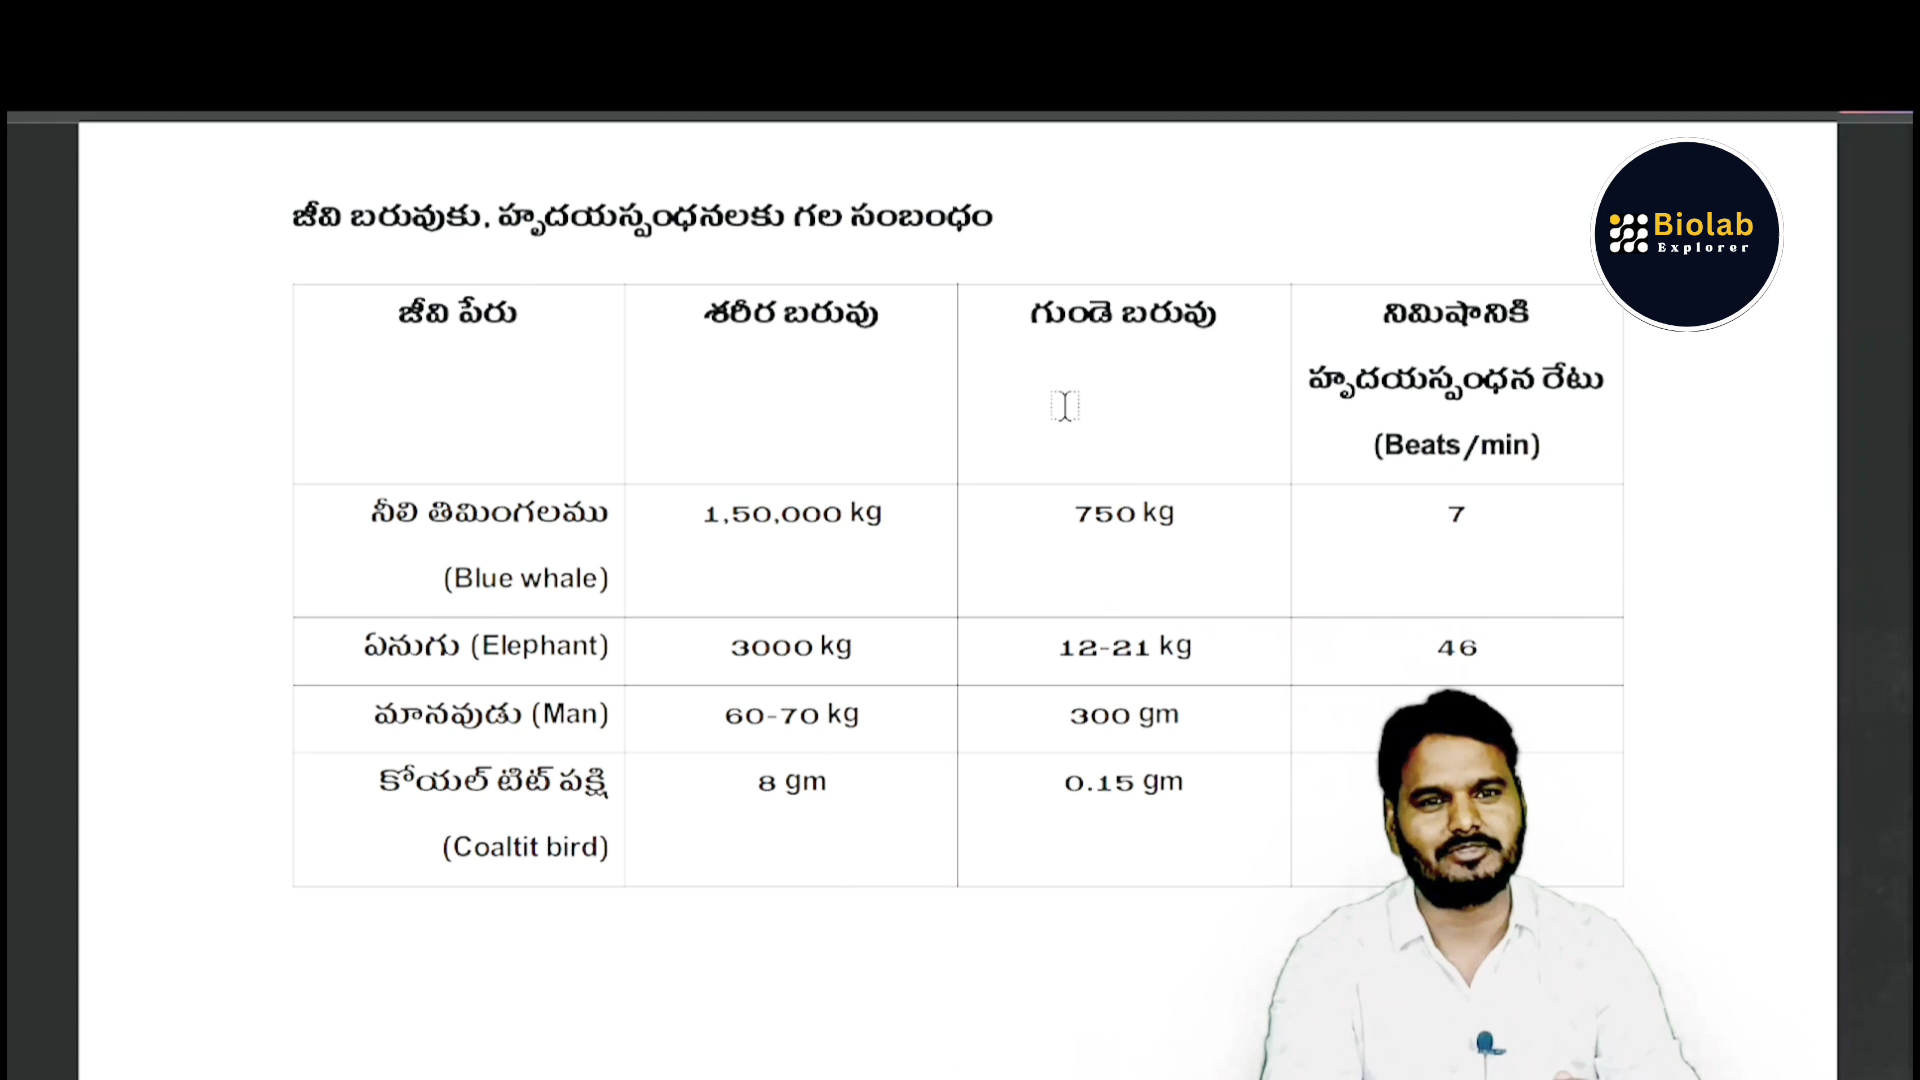 Biolab
Explorer
జీవి బరువుకు, హృదయస్పంధనలకు గల సంబంధం
జీవి పేరు
శరీర బరువు
గుండె బరువు
నిమిషానికి
హృదయస్పంధన రేటు
(Beats/min)
నీలి తిమింగలము
(Blue whale)
1,50,000 kg
750 kg
7
ఏనుగు (Elephant)
3000 kg
12-21 kg
46
మానవుడు (Man)
60-70 kg
300 gm
కోయల్ టిట్ పక్షి
(Coaltit bird)
8 gm
0.15 gm